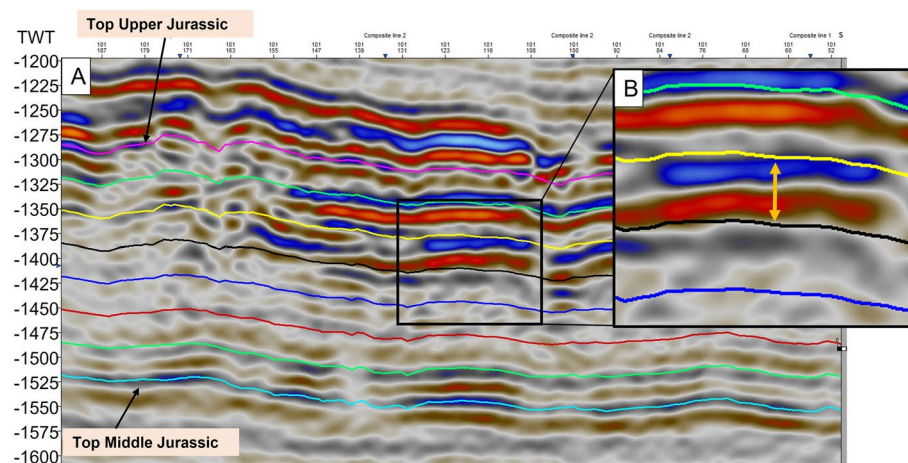 Top Upper Jurassic
TWT
Composite line 2 Composite line 2 Composite line 2 Composite line 1 S
101 101 101 101 101 101 101 101 101 101 101 101 101 101 101 101 101 101
187 179 171 163 155 147 139 131 123 116 108 100 92 84 76 68 60 52
-1200
-1225
-1250
-1275
-1300
-1325
-1350
-1375
-1400
-1425
-1450
-1475
-1500
-1525
-1550
-1575
-1600
A
B
Top Middle Jurassic